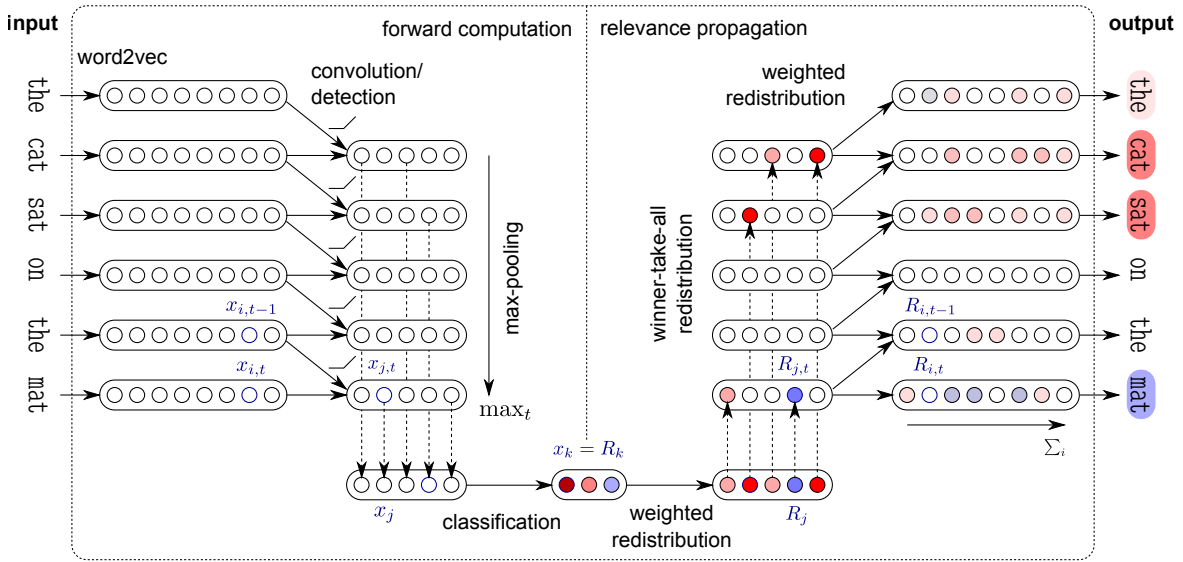 input
forward computation
relevance propagation
output
word2vec
convolution/
detection
weighted
redistribution
the
cat
sat
on
the
mat
max-pooling
winner-take-all
redistribution
the
cat
sat
on
the
mat
$x_{i,t-1}$
$x_{i,t}$
$x_{j,t}$
$\max_t$
$R_{i,t-1}$
$R_{j,t}$
$R_{i,t}$
$\Sigma_i$
$x_k = R_k$
$x_j$
classification
weighted
redistribution
$R_j$